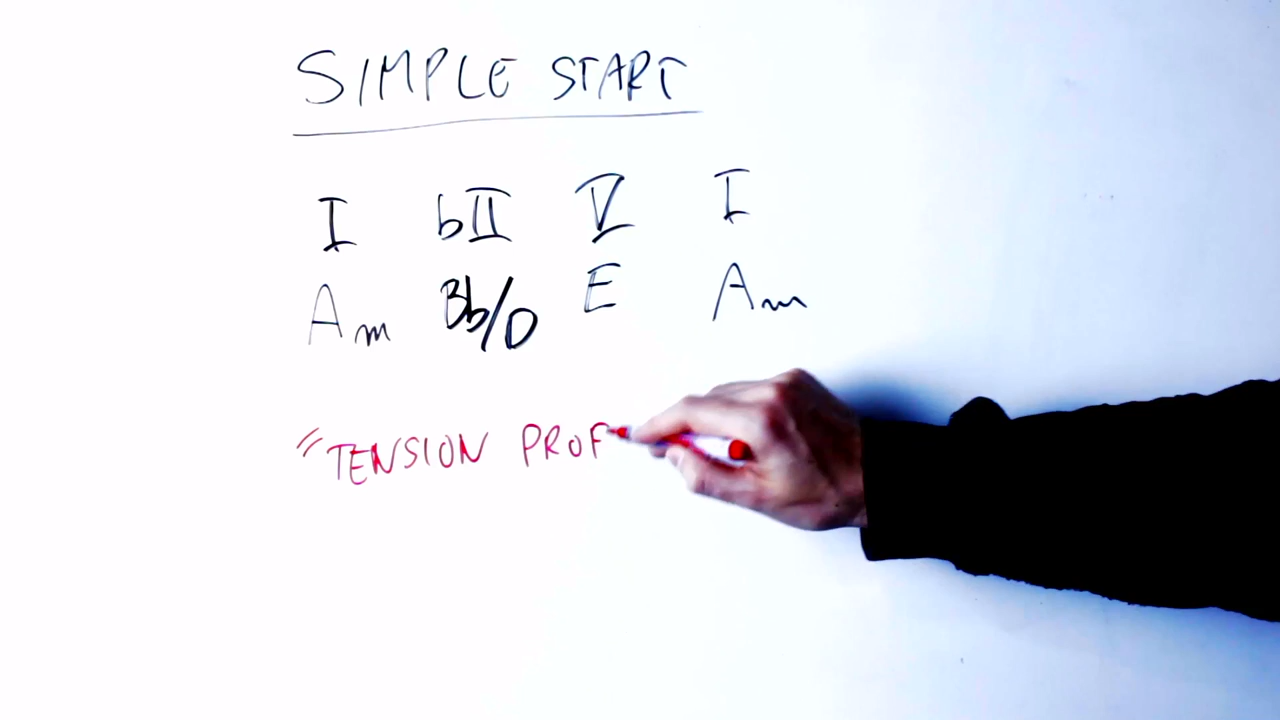 SIMPLE START
I bII V I
Am Bb/D E Am
"TENSION PROF